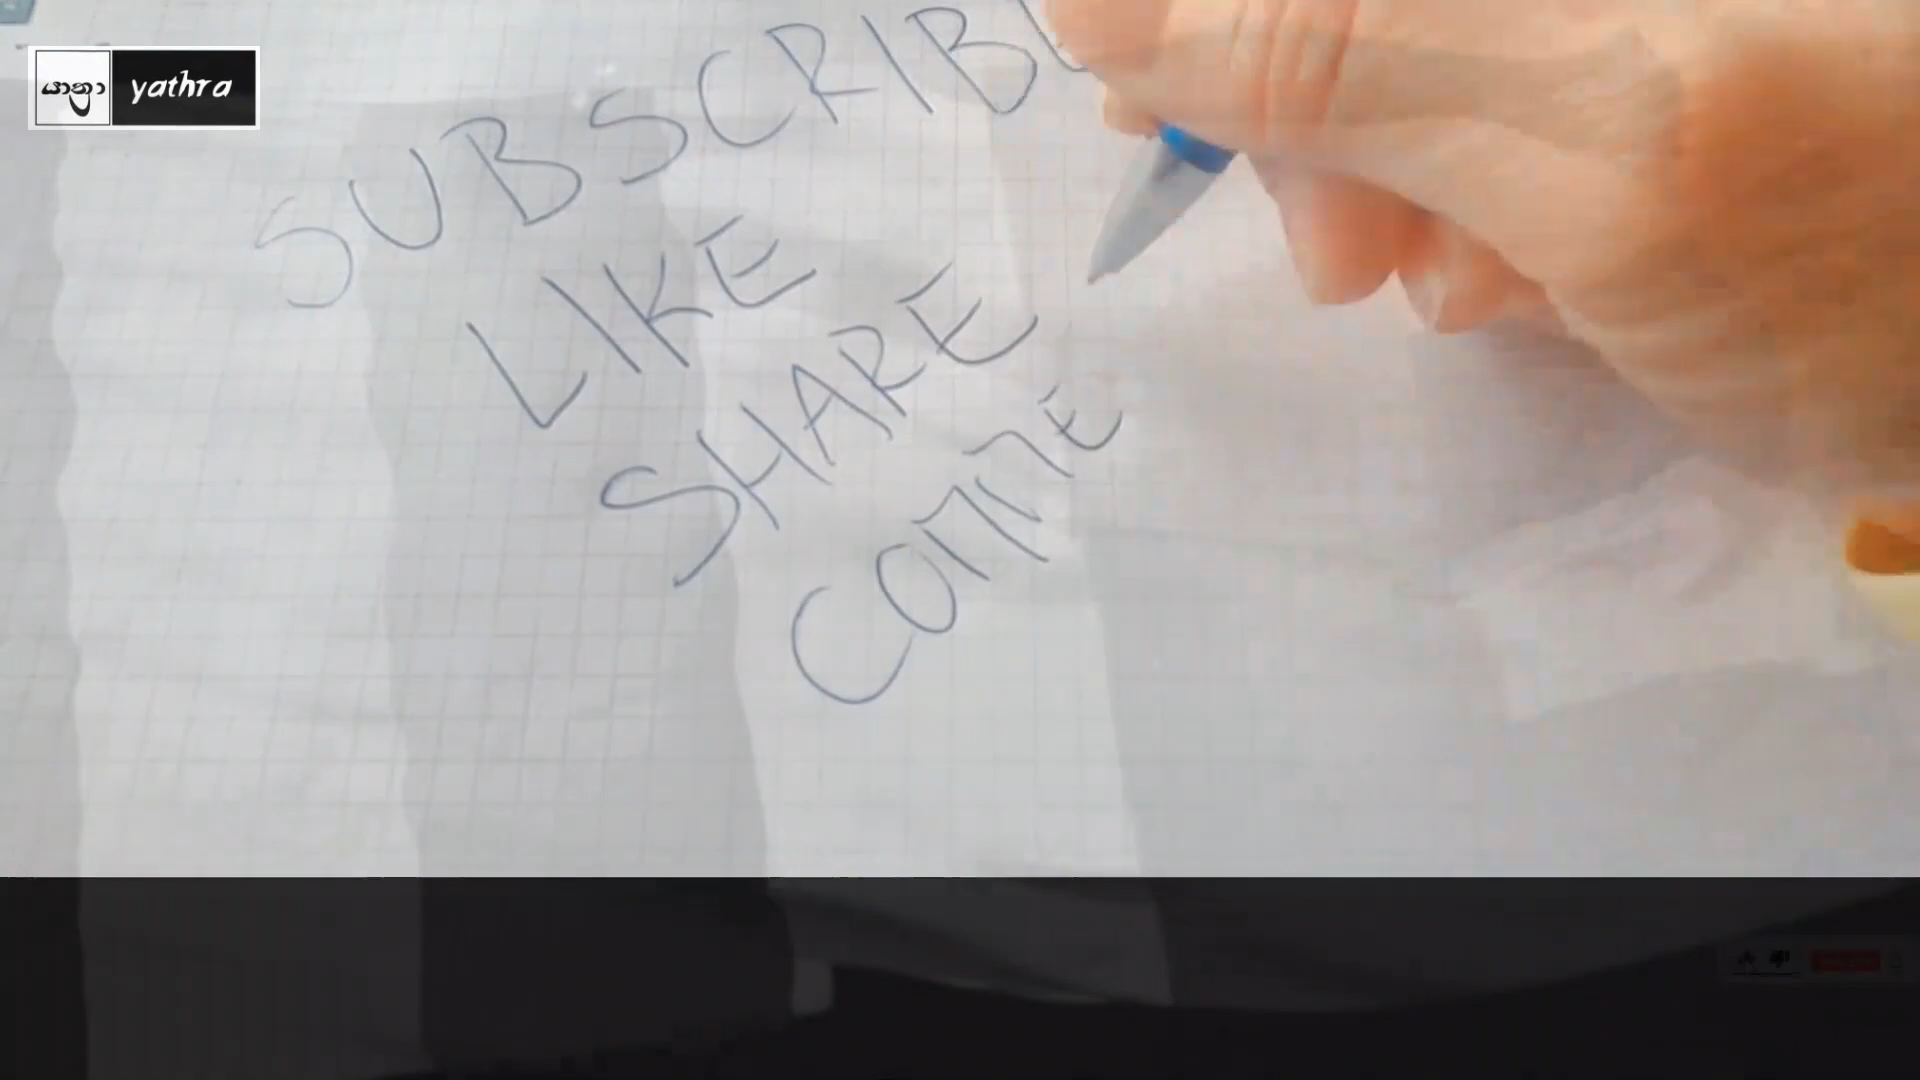 යාත්‍රා yathra
SUBSCRIB
LIKE
SHARE
COMME